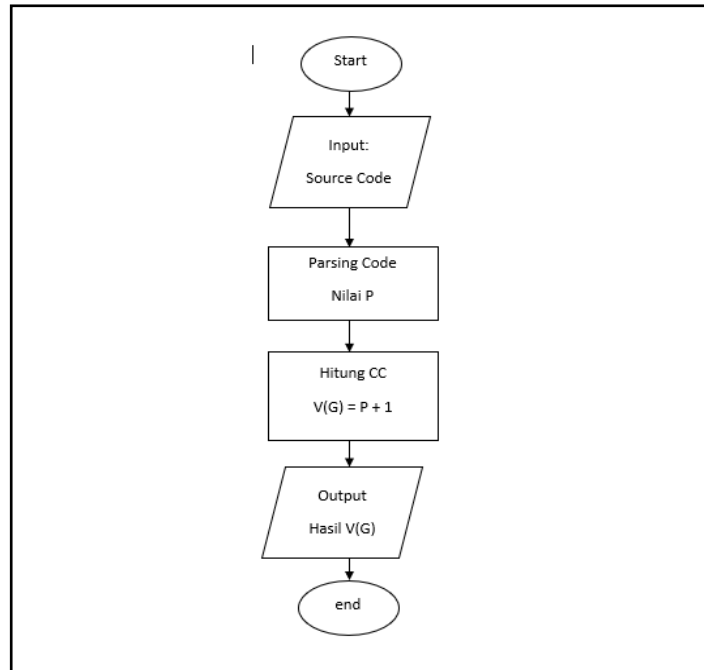 Start
Input:
Source Code
Parsing Code
Nilai P
Hitung CC
V(G) = P + 1
Output
Hasil V(G)
end